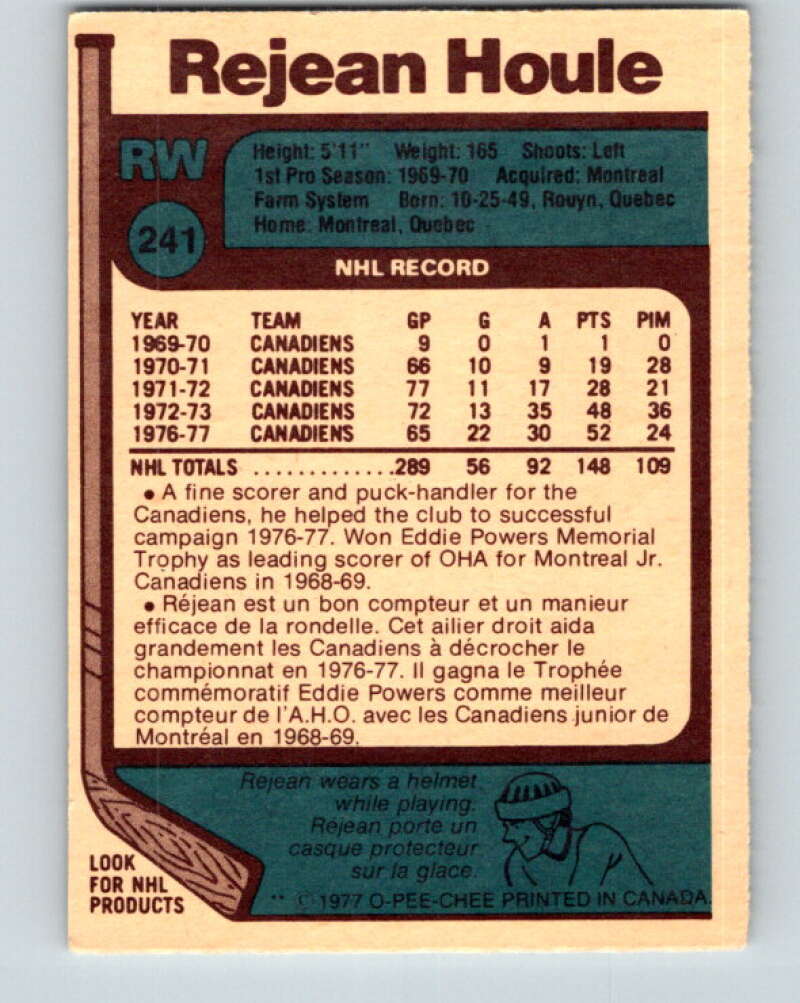 Rejean Houle
RW
241
Height: 5'11" Weight: 165 Shoots: Left
1st Pro Season: 1969-70 Acquired: Montreal
Farm System Born: 10-25-49, Rouyn, Quebec
Home: Montreal, Quebec
NHL RECORD
YEAR TEAM GP G A PTS PIM
1969-70 CANADIENS 9 0 1 1 0
1970-71 CANADIENS 66 10 9 19 28
1971-72 CANADIENS 77 11 17 28 21
1972-73 CANADIENS 72 13 35 48 36
1976-77 CANADIENS 65 22 30 52 24
NHL TOTALS .............289 56 92 148 109
• A fine scorer and puck-handler for the
Canadiens, he helped the club to successful
campaign 1976-77. Won Eddie Powers Memorial
Trophy as leading scorer of OHA for Montreal Jr.
Canadiens in 1968-69.
• Réjean est un bon compteur et un manieur
efficace de la rondelle. Cet ailier droit aida
grandement les Canadiens à décrocher le
championnat en 1976-77. Il gagna le Trophée
commémoratif Eddie Powers comme meilleur
compteur de l'A.H.O. avec les Canadiens junior de
Montréal en 1968-69.
Rejean wears a helmet
while playing.
Réjean porte un
casque protecteur
sur la glace.
LOOK
FOR NHL
PRODUCTS
** © 1977 O-PEE-CHEE PRINTED IN CANADA